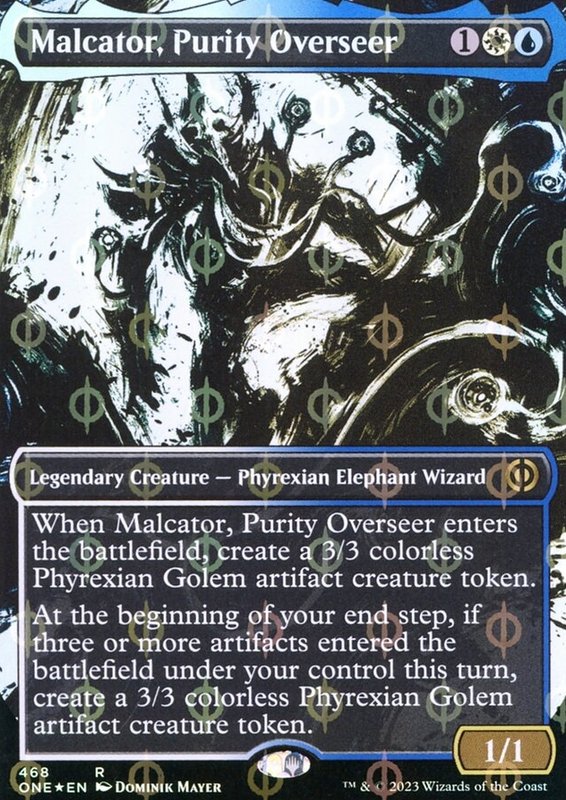 Malcator, Purity Overseer 1
Legendary Creature — Phyrexian Elephant Wizard
When Malcator, Purity Overseer enters
the battlefield, create a 3/3 colorless
Phyrexian Golem artifact creature token.
At the beginning of your end step, if
three or more artifacts entered the
battlefield under your control this turn,
create a 3/3 colorless Phyrexian Golem
artifact creature token.
1/1
468 R
ONE★EN Dominik Mayer ™ & © 2023 Wizards of the Coast